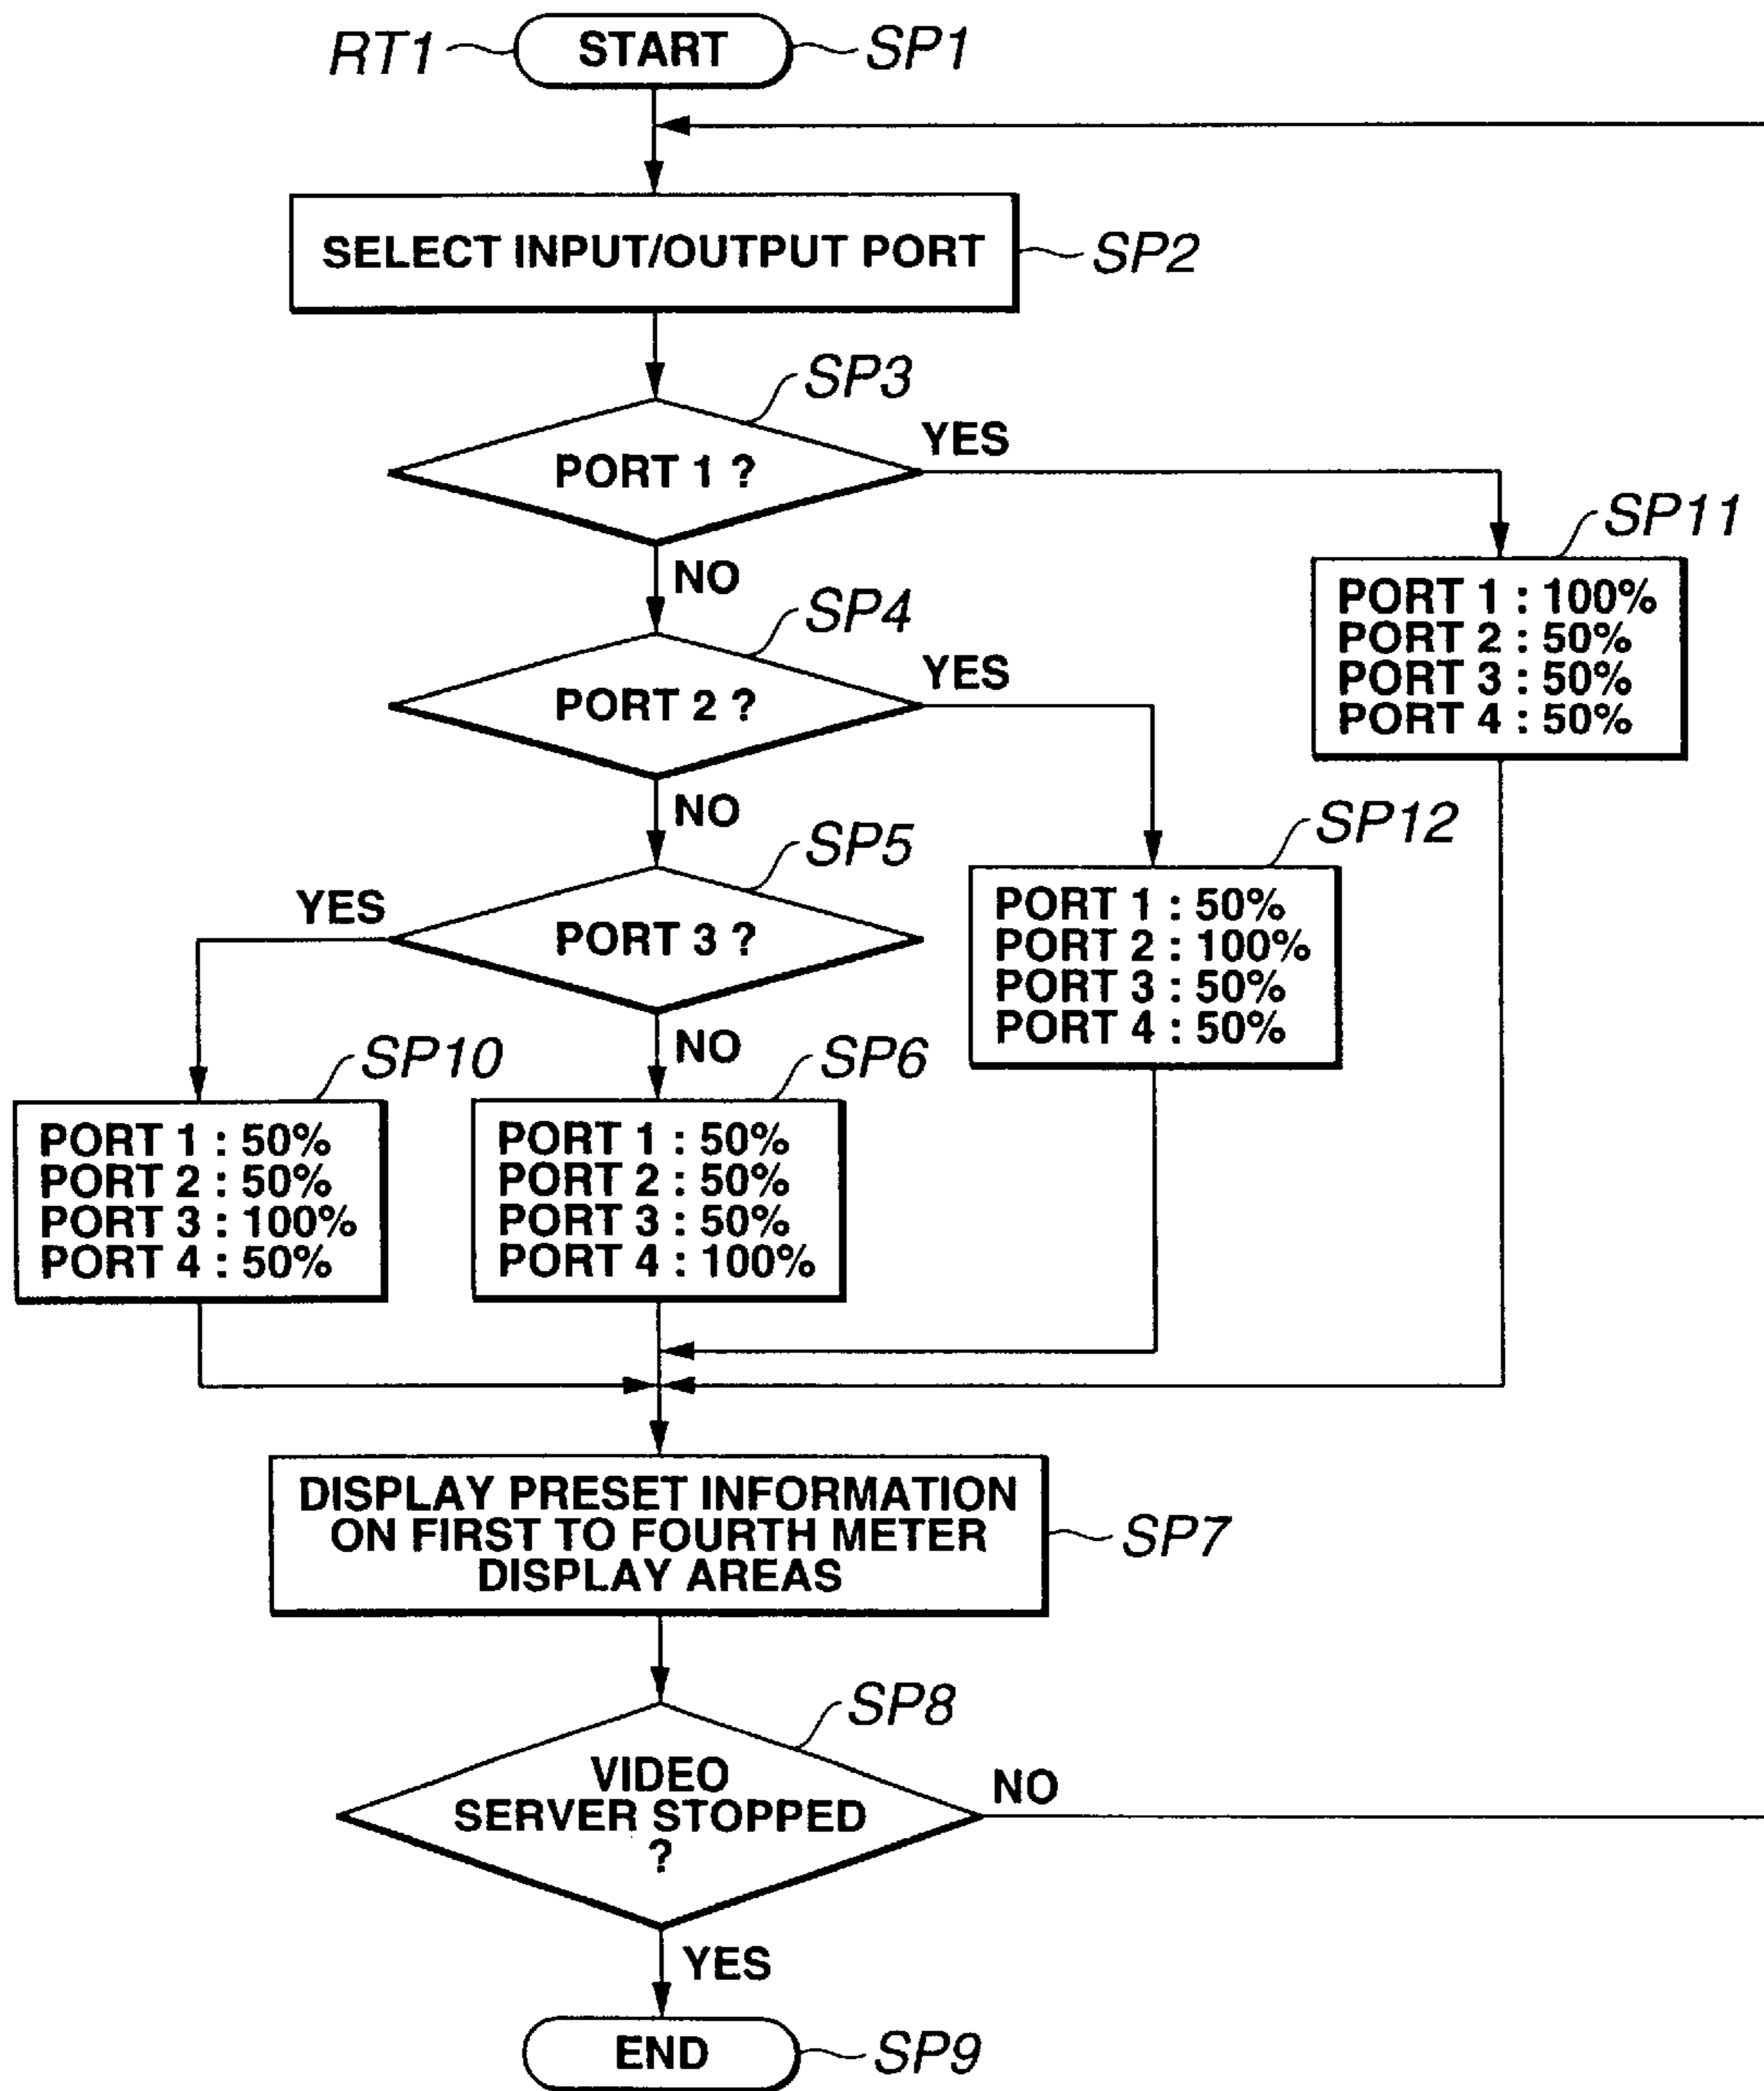 RT1
START
SP1
SELECT INPUT/OUTPUT PORT
SP2
SP3
PORT 1 ?
YES
NO
SP11
PORT 1 : 100%
PORT 2 : 50%
PORT 3 : 50%
PORT 4 : 50%
SP4
PORT 2 ?
YES
NO
SP12
PORT 1 : 50%
PORT 2 : 100%
PORT 3 : 50%
PORT 4 : 50%
SP5
YES
PORT 3 ?
NO
SP10
PORT 1 : 50%
PORT 2 : 50%
PORT 3 : 100%
PORT 4 : 50%
SP6
PORT 1 : 50%
PORT 2 : 50%
PORT 3 : 50%
PORT 4 : 100%
DISPLAY PRESET INFORMATION
ON FIRST TO FOURTH METER
DISPLAY AREAS
SP7
SP8
VIDEO
SERVER STOPPED
?
NO
YES
END
SP9